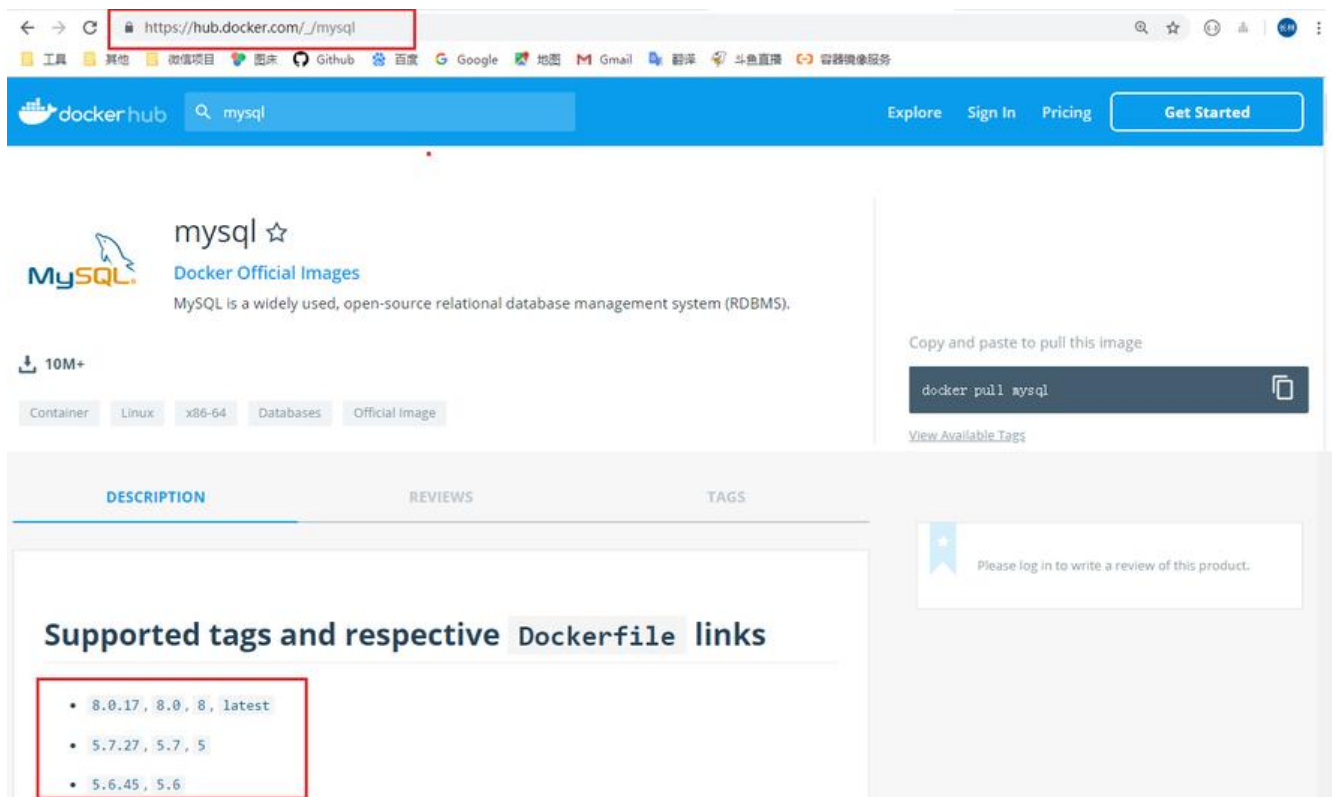 https://hub.docker.com/_/mysql
工具 其他 微信项目 图床 Github 百度 Google 地图 Gmail 翻译 斗鱼直播 容器镜像服务
dockerhub mysql Explore Sign In Pricing Get Started
mysql
MySQL
Docker Official Images
MySQL is a widely used, open-source relational database management system (RDBMS).
10M+
Container Linux x86-64 Databases Official Image
Copy and paste to pull this image
docker pull mysql
View Available Tags
DESCRIPTION REVIEWS TAGS
Please log in to write a review of this product.
Supported tags and respective Dockerfile links
• 8.0.17, 8.0, 8, latest
• 5.7.27, 5.7, 5
• 5.6.45, 5.6